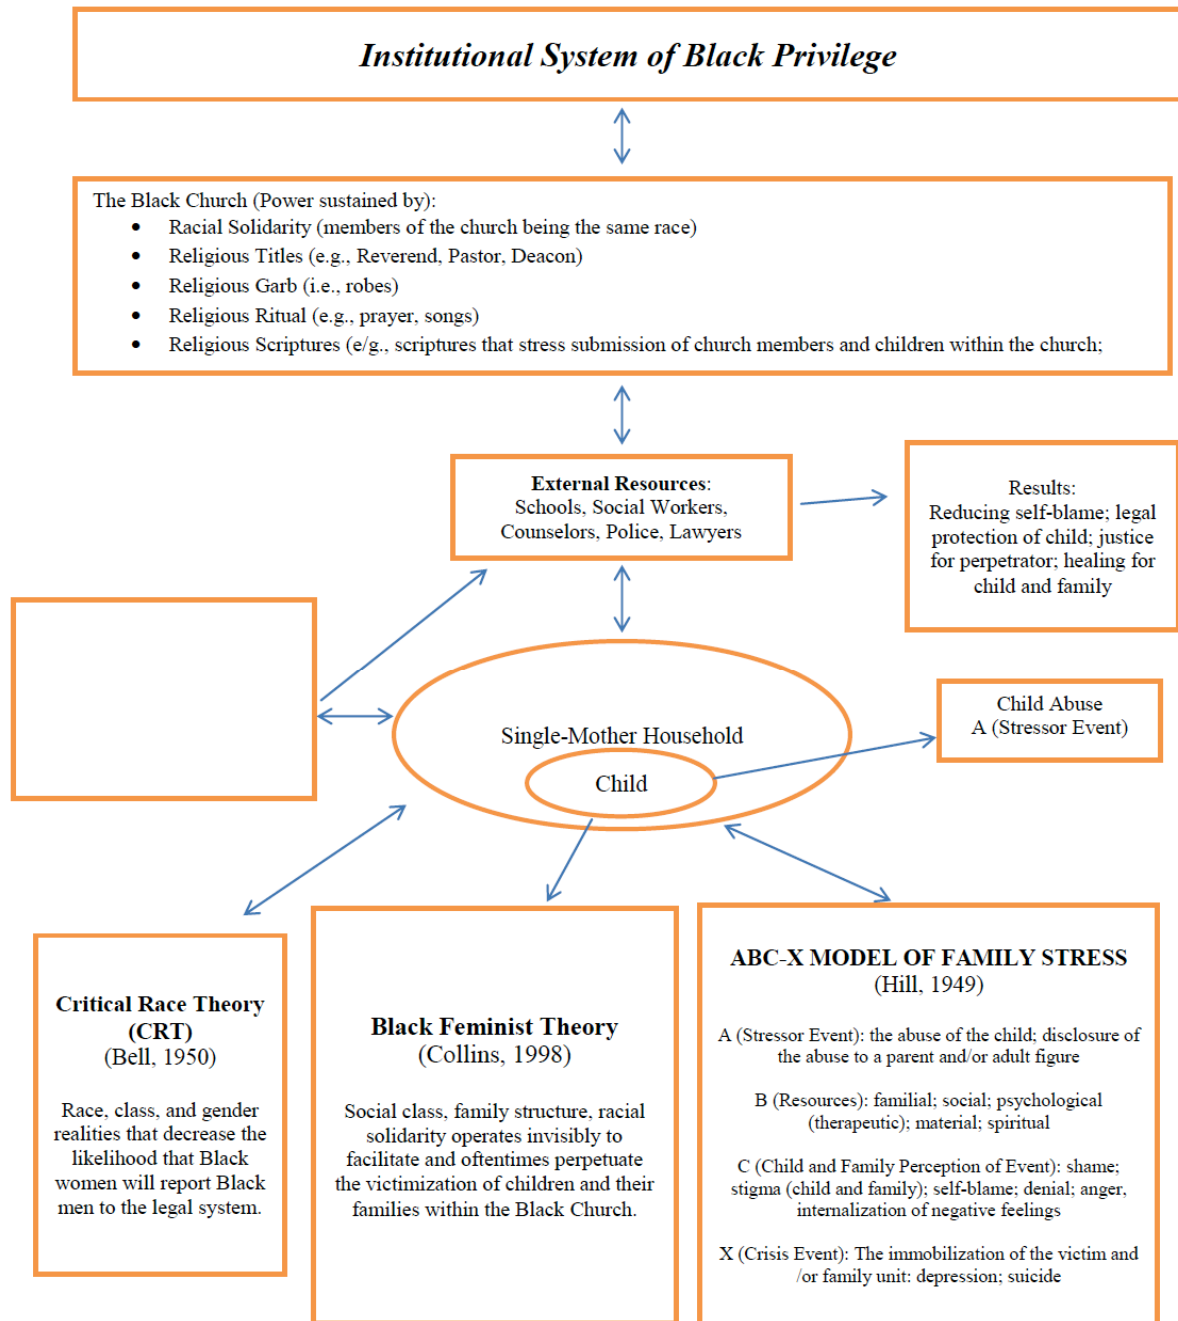 Institutional System of Black Privilege
The Black Church (Power sustained by):
• Racial Solidarity (members of the church being the same race)
• Religious Titles (e.g., Reverend, Pastor, Deacon)
• Religious Garb (i.e., robes)
• Religious Ritual (e.g., prayer, songs)
• Religious Scriptures (e/g., scriptures that stress submission of church members and children within the church;
External Resources:
Schools, Social Workers,
Counselors, Police, Lawyers
Results:
Reducing self-blame; legal
protection of child; justice
for perpetrator; healing for
child and family
Single-Mother Household
Child
Child Abuse
A (Stressor Event)
Critical Race Theory
(CRT)
(Bell, 1950)
Race, class, and gender
realities that decrease the
likelihood that Black
women will report Black
men to the legal system.
Black Feminist Theory
(Collins, 1998)
Social class, family structure, racial
solidarity operates invisibly to
facilitate and oftentimes perpetuate
the victimization of children and their
families within the Black Church.
ABC-X MODEL OF FAMILY STRESS
(Hill, 1949)
A (Stressor Event): the abuse of the child; disclosure of
the abuse to a parent and/or adult figure
B (Resources): familial; social; psychological
(therapeutic); material; spiritual
C (Child and Family Perception of Event): shame;
stigma (child and family); self-blame; denial; anger,
internalization of negative feelings
X (Crisis Event): The immobilization of the victim and
/or family unit: depression; suicide